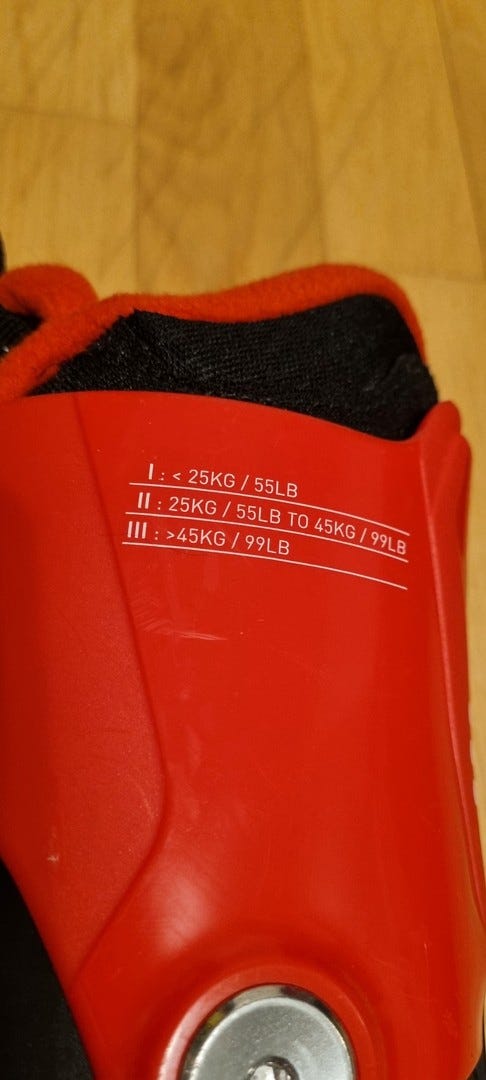 I : < 25KG / 55LB
II : 25KG / 55LB TO 45KG / 99LB
III : >45KG / 99LB